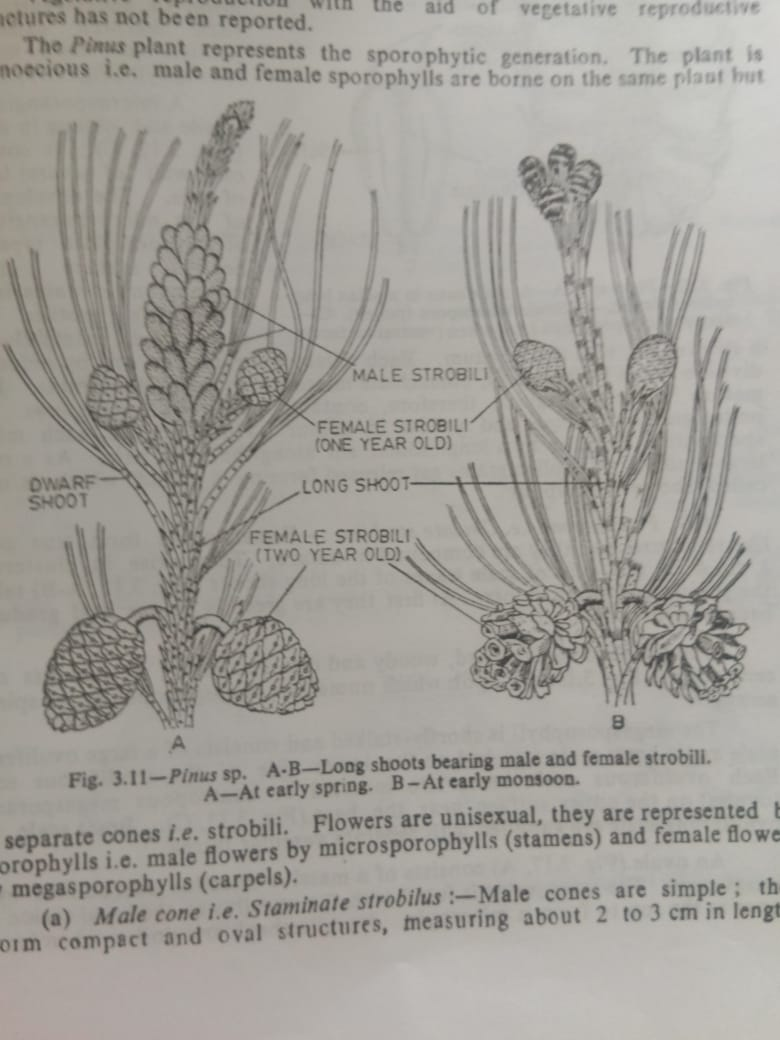 with the aid of vegetative reproductive
has not been reported.
The Pinus plant represents the sporophytic generation. The plant is
i.e. male and female sporophylls are borne on the same plant but
MALE STROBILI
FEMALE STROBILI
(ONE YEAR OLD)
DWARF
SHOOT
LONG SHOOT
FEMALE STROBILI
(TWO YEAR OLD)
A
B
Fig. 3.11—Pinus sp. A-B—Long shoots bearing male and female strobili.
A—At early spring. B—At early monsoon.
separate cones i.e. strobili. Flowers are unisexual, they are represented
i.e. male flowers by microsporophylls (stamens) and female
megasporophylls (carpels).
(a) Male cone i.e. Staminate strobilus :—Male cones are simple ;
compact and oval structures, measuring about 2 to 3 cm in